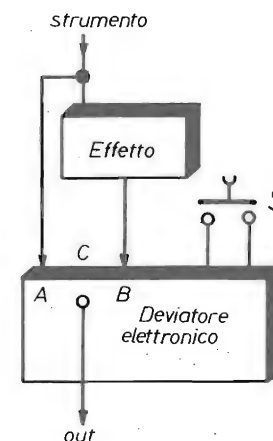 strumento
Effetto
S
C
A
B
Deviatore
elettronico
out